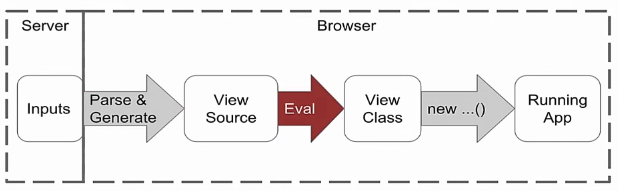 Server
Browser
Inputs
Parse &
Generate
View
Source
Eval
View
Class
new ...()
Running
App